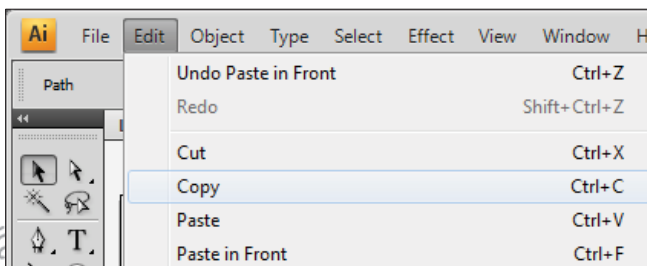 Ai File Edit Object Type Select Effect View Window
Path
Undo Paste in Front Ctrl+Z
Redo Shift+Ctrl+Z
Cut Ctrl+X
Copy Ctrl+C
Paste Ctrl+V
Paste in Front Ctrl+F
T